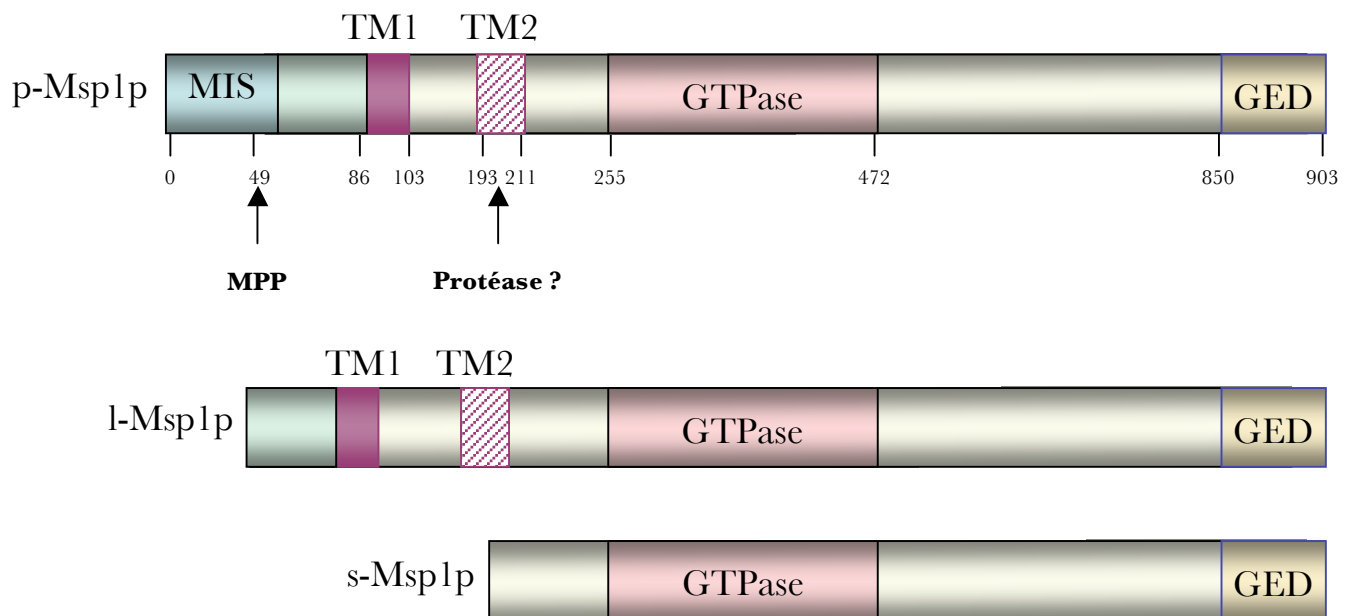 TM1 TM2
p-Msp1p MIS GTPase GED
0 49 86 103 193 211 255 472 850 903
MPP Protéase ?
TM1 TM2
l-Msp1p GTPase GED
s-Msp1p GTPase GED